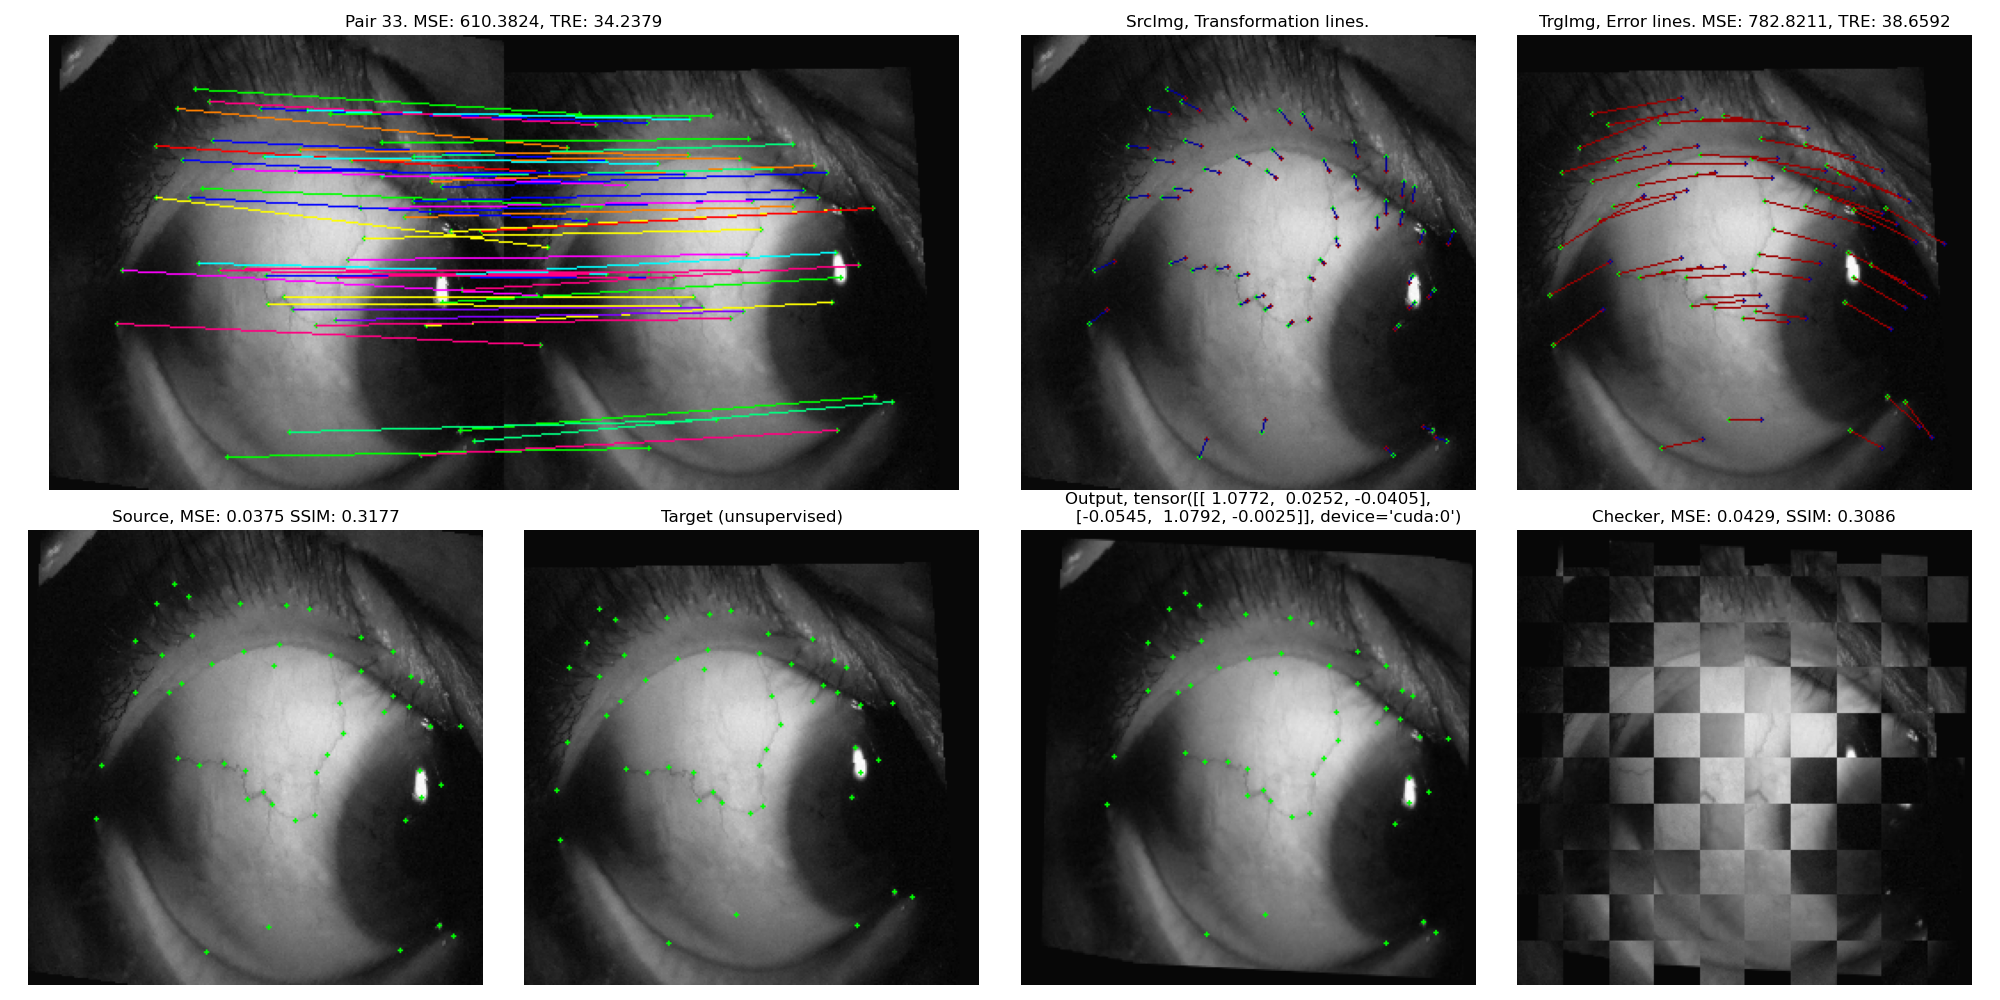 Pair 33. MSE: 610.3824, TRE: 34.2379
SrcImg, Transformation lines.
TrgImg, Error lines. MSE: 782.8211, TRE: 38.6592
Source, MSE: 0.0375 SSIM: 0.3177
Target (unsupervised)
Output, tensor([[ 1.0772,  0.0252, -0.0405],
[-0.0545,  1.0792, -0.0025]], device='cuda:0')
Checker, MSE: 0.0429, SSIM: 0.3086